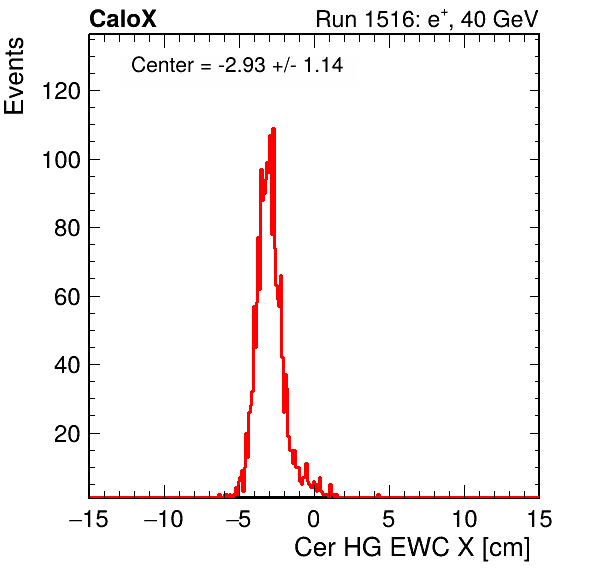 CaloX Run 1516: e⁺, 40 GeV
Center = -2.93 +/- 1.14
Events
120
100
80
60
40
20
−15 −10 −5 0 5 10 15
Cer HG EWC X [cm]